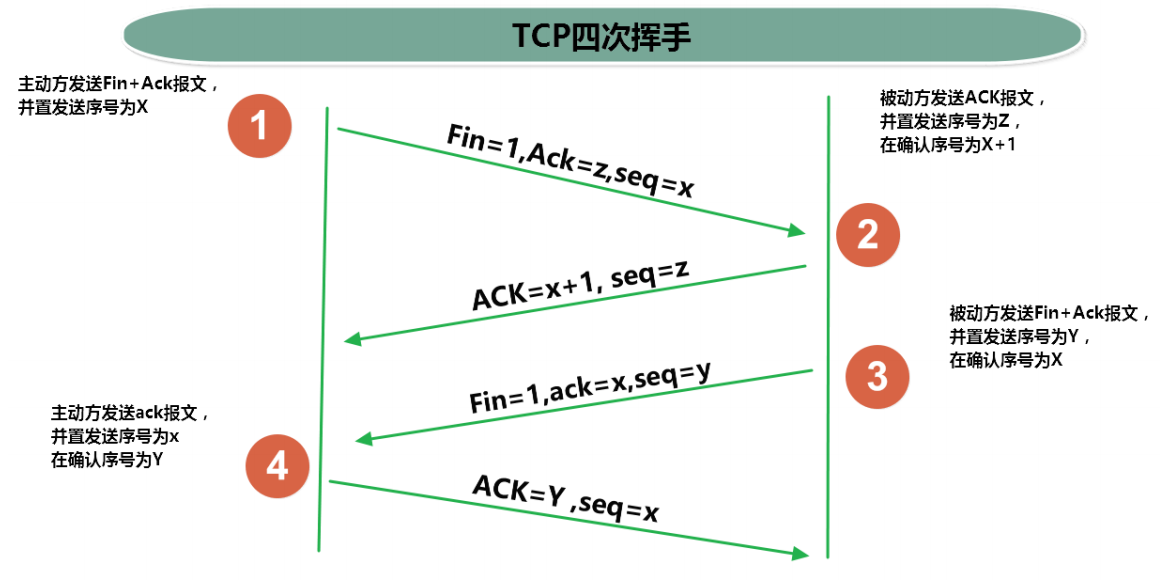 TCP四次挥手
主动方发送Fin+Ack报文，
并置发送序号为X
1
Fin=1,Ack=z,seq=x
被动方发送ACK报文，
并置发送序号为Z，
在确认序号为X+1
2
ACK=x+1, seq=z
被动方发送Fin+Ack报文，
并置发送序号为Y，
在确认序号为X
3
Fin=1,ack=x,seq=y
主动方发送ack报文，
并置发送序号为x
在确认序号为Y
4
ACK=Y ,seq=x